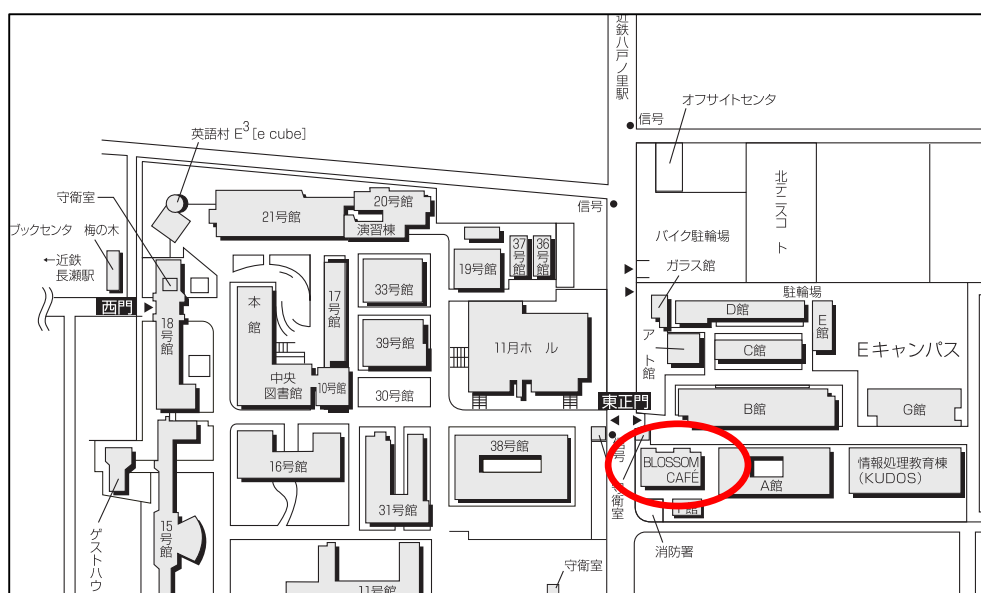 近鉄八戸ノ里駅
オフサイトセンタ
信号
英語村 E3 [e cube]
守衛室
ブックセンタ 梅の木
←近鉄
長瀬駅
西門
21号館
20号館
演習棟
信号
北テニスコート
バイク駐輪場
ガラス館
19号館
37号館
36号館
33号館
17号館
本館
18号館
駐輪場
D館
E館
アート館
C館
Eキャンパス
39号館
11月ホール
中央
図書館
10号館
30号館
東正門
B館
G館
信号
38号館
16号館
31号館
BLOSSOM
CAFÉ
A館
情報処理教育棟
(KUDOS)
守衛室
消防署
15号館
ゲストハウ
守衛室
11号館